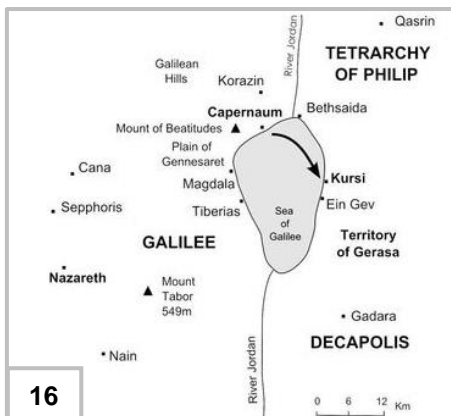 Qasrin
River Jordan
TETRARCHY
OF PHILIP
Galilean
Hills
Korazin
Capernaum
Bethsaida
Mount of Beatitudes
Plain of
Gennesaret
Cana
Magdala
Kursi
Sepphoris
Tiberias
Ein Gev
Sea
of
Galilee
GALILEE
Territory
of Gerasa
Nazareth
Mount
Tabor
549m
Gadara
DECAPOLIS
Nain
River Jordan
16
0 6 12
Km